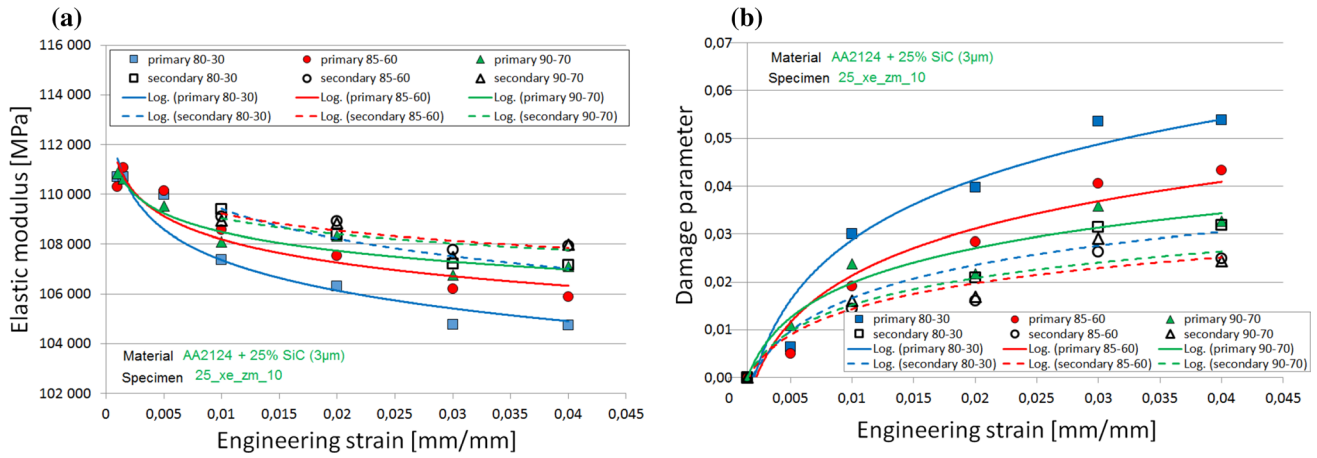 (a)
116 000
114 000
112 000
110 000
108 000
106 000
104 000
102 000
Elastic modulus [MPa]
primary 80-30 primary 85-60 primary 90-70
secondary 80-30 secondary 85-60 secondary 90-70
Log. (primary 80-30) Log. (primary 85-60) Log. (primary 90-70)
Log. (secondary 80-30) Log. (secondary 85-60) Log. (secondary 90-70)
Material AA2124 + 25% SiC (3µm)
Specimen 25_xe_zm_10
0 0,005 0,01 0,015 0,02 0,025 0,03 0,035 0,04 0,045
Engineering strain [mm/mm]
(b)
0,07
0,06
0,05
0,04
0,03
0,02
0,01
0,00
Damage parameter
Material AA2124 + 25% SiC (3µm)
Specimen 25_xe_zm_10
primary 80-30 primary 85-60 primary 90-70
secondary 80-30 secondary 85-60 secondary 90-70
Log. (primary 80-30) Log. (primary 85-60) Log. (primary 90-70)
Log. (secondary 80-30) Log. (secondary 85-60) Log. (secondary 90-70)
0,005 0,01 0,015 0,02 0,025 0,03 0,035 0,04 0,045
Engineering strain [mm/mm]